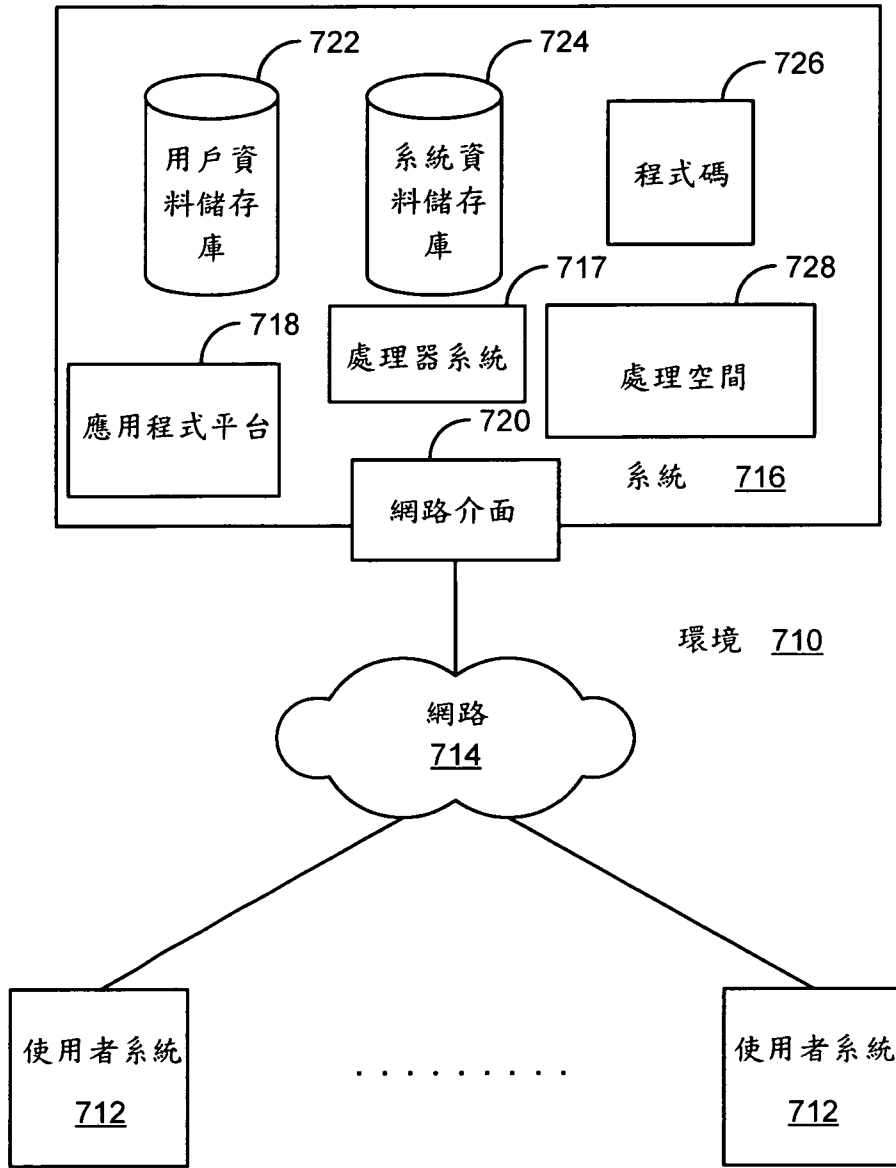 722
724
726
用戶資
料儲存
庫
系統資
料儲存
庫
程式碼
717
728
718
處理器系統
處理空間
應用程式平台
720
系統 716
網路介面
環境 710
網路
714
使用者系統
712
. . . . . . . . .
使用者系統
712